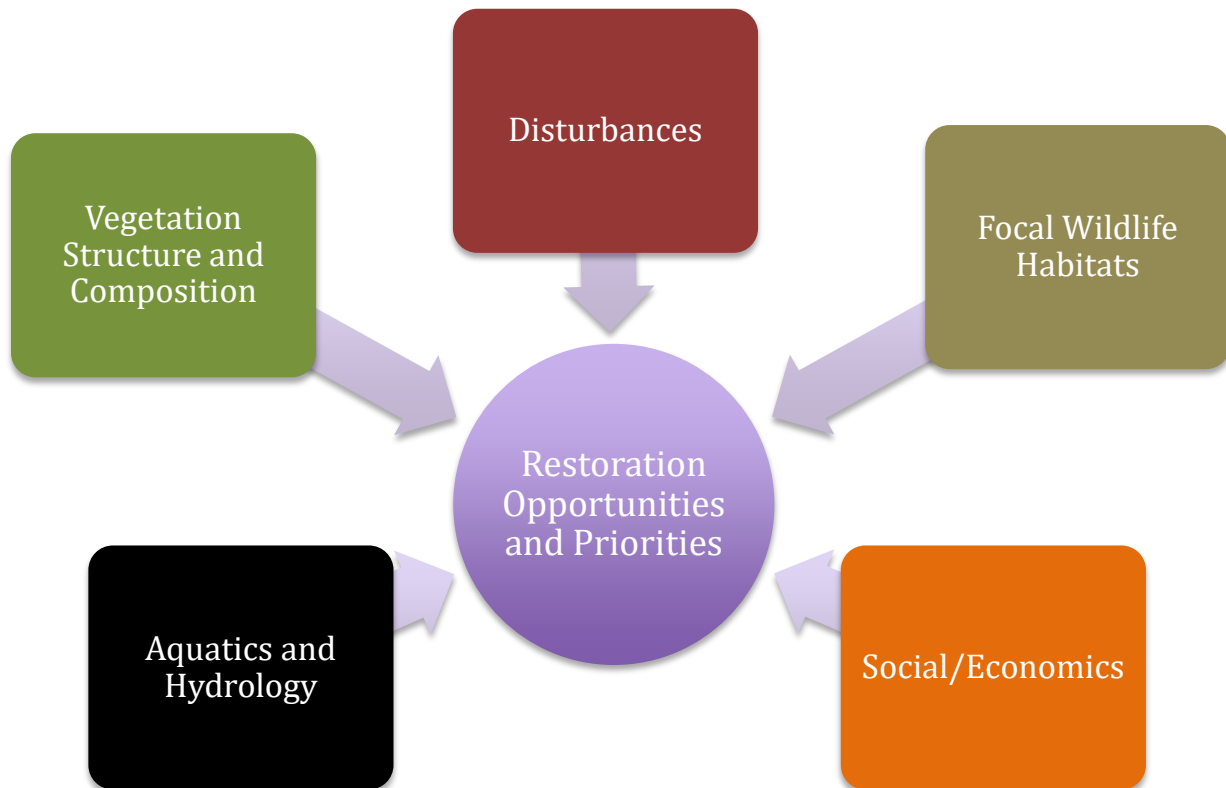 Disturbances
Vegetation
Structure and
Composition
Focal Wildlife
Habitats
Restoration
Opportunities
and Priorities
Aquatics and
Hydrology
Social/Economics